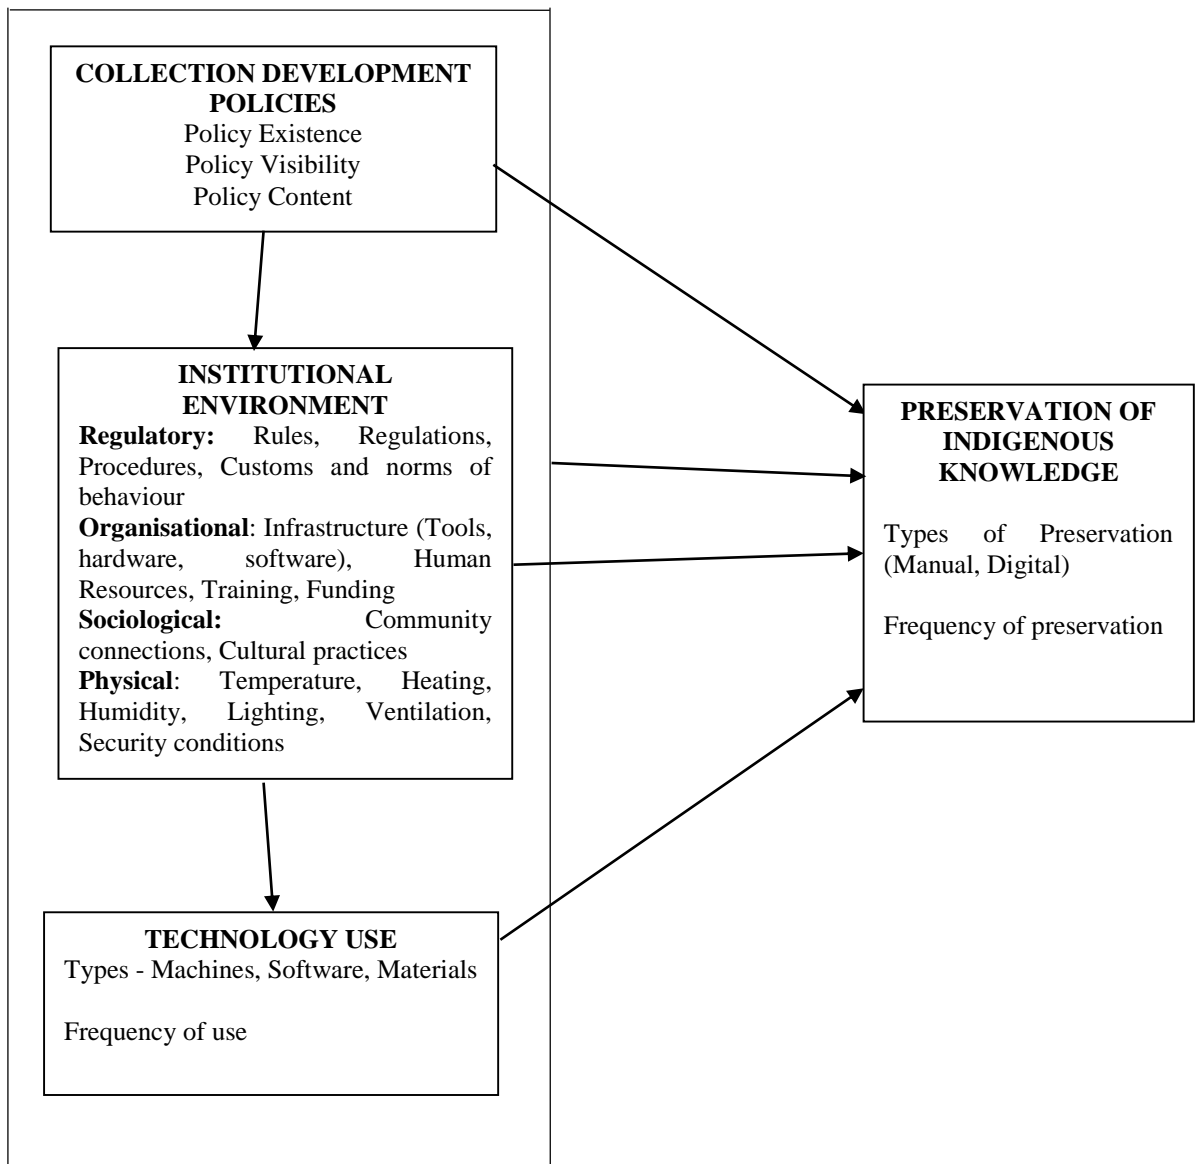 COLLECTION DEVELOPMENT
POLICIES
Policy Existence
Policy Visibility
Policy Content
INSTITUTIONAL
ENVIRONMENT
Regulatory: Rules, Regulations,
Procedures, Customs and norms of
behaviour
Organisational: Infrastructure (Tools,
hardware, software), Human
Resources, Training, Funding
Sociological: Community
connections, Cultural practices
Physical: Temperature, Heating,
Humidity, Lighting, Ventilation,
Security conditions
TECHNOLOGY USE
Types - Machines, Software, Materials
Frequency of use
PRESERVATION OF
INDIGENOUS
KNOWLEDGE
Types of Preservation
(Manual, Digital)
Frequency of preservation